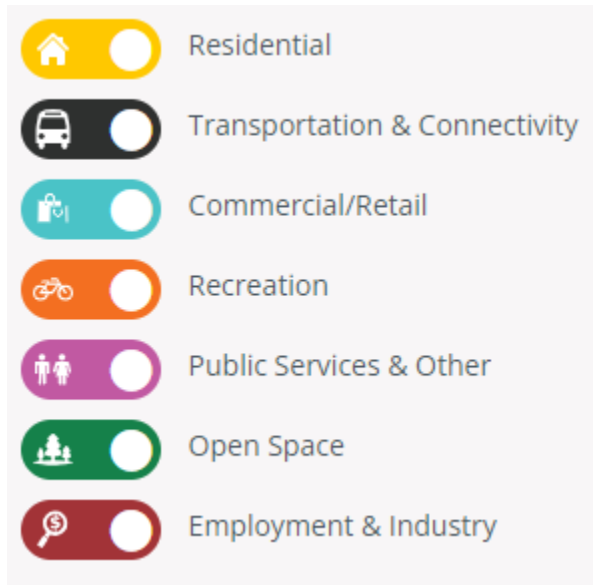 Residential
Transportation & Connectivity
Commercial/Retail
Recreation
Public Services & Other
Open Space
Employment & Industry